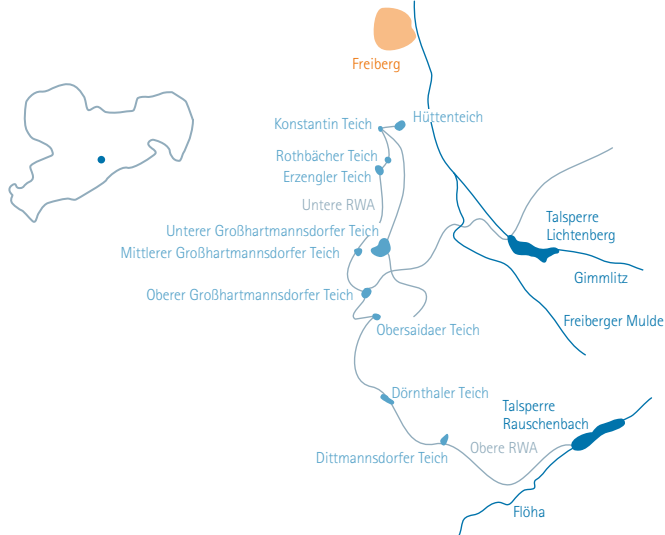 Freiberg
Hüttenteich
Konstantin Teich
Rothbächer Teich
Erzengler Teich
Untere RWA
Unterer Großhartmannsdorfer Teich
Mittlerer Großhartmannsdorfer Teich
Talsperre
Lichtenberg
Gimmlitz
Oberer Großhartmannsdorfer Teich
Freiberger Mulde
Obersaidaer Teich
Dörnthaler Teich
Talsperre
Rauschenbach
Obere RWA
Dittmannsdorfer Teich
Flöha